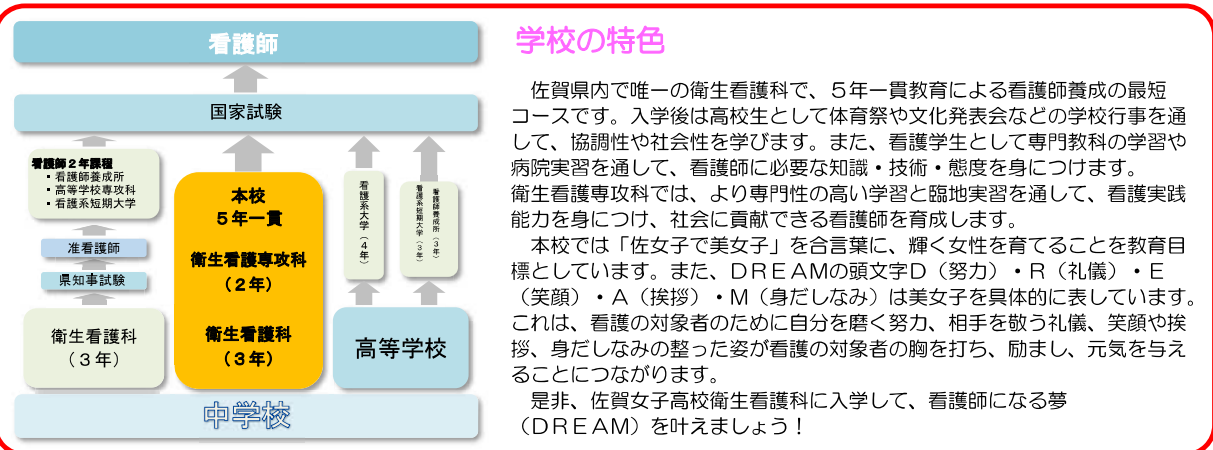 看護師
国家試験
看護師２年課程
▪ 看護師養成所
▪ 高等学校専攻科
▪ 看護系短期大学
准看護師
県知事試験
衛生看護科
（３年）
本校
５年一貫
衛生看護専攻科
（２年）
衛生看護科
（３年）
看護系大学（４年）
看護師養成所（３年）
看護系短期大学（３年）
高等学校
中学校
学校の特色
　佐賀県内で唯一の衛生看護科で、５年一貫教育による看護師養成の最短
コースです。入学後は高校生として体育祭や文化発表会などの学校行事を通
して、協調性や社会性を学びます。また、看護学生として専門教科の学習や
病院実習を通して、看護師に必要な知識・技術・態度を身につけます。
衛生看護専攻科では、より専門性の高い学習と臨地実習を通して、看護実践
能力を身につけ、社会に貢献できる看護師を育成します。
　本校では「佐女子で美女子」を合言葉に、輝く女性を育てることを教育目
標としています。また、ＤＲＥＡＭの頭文字Ｄ（努力）・Ｒ（礼儀）・Ｅ
（笑顔）・Ａ（挨拶）・Ｍ（身だしなみ）は美女子を具体的に表しています。
これは、看護の対象者のために自分を磨く努力、相手を敬う礼儀、笑顔や挨
拶、身だしなみの整った姿が看護の対象者の胸を打ち、励まし、元気を与え
ることにつながります。
　是非、佐賀女子高校衛生看護科に入学して、看護師になる夢
（ＤＲＥＡＭ）を叶えましょう！